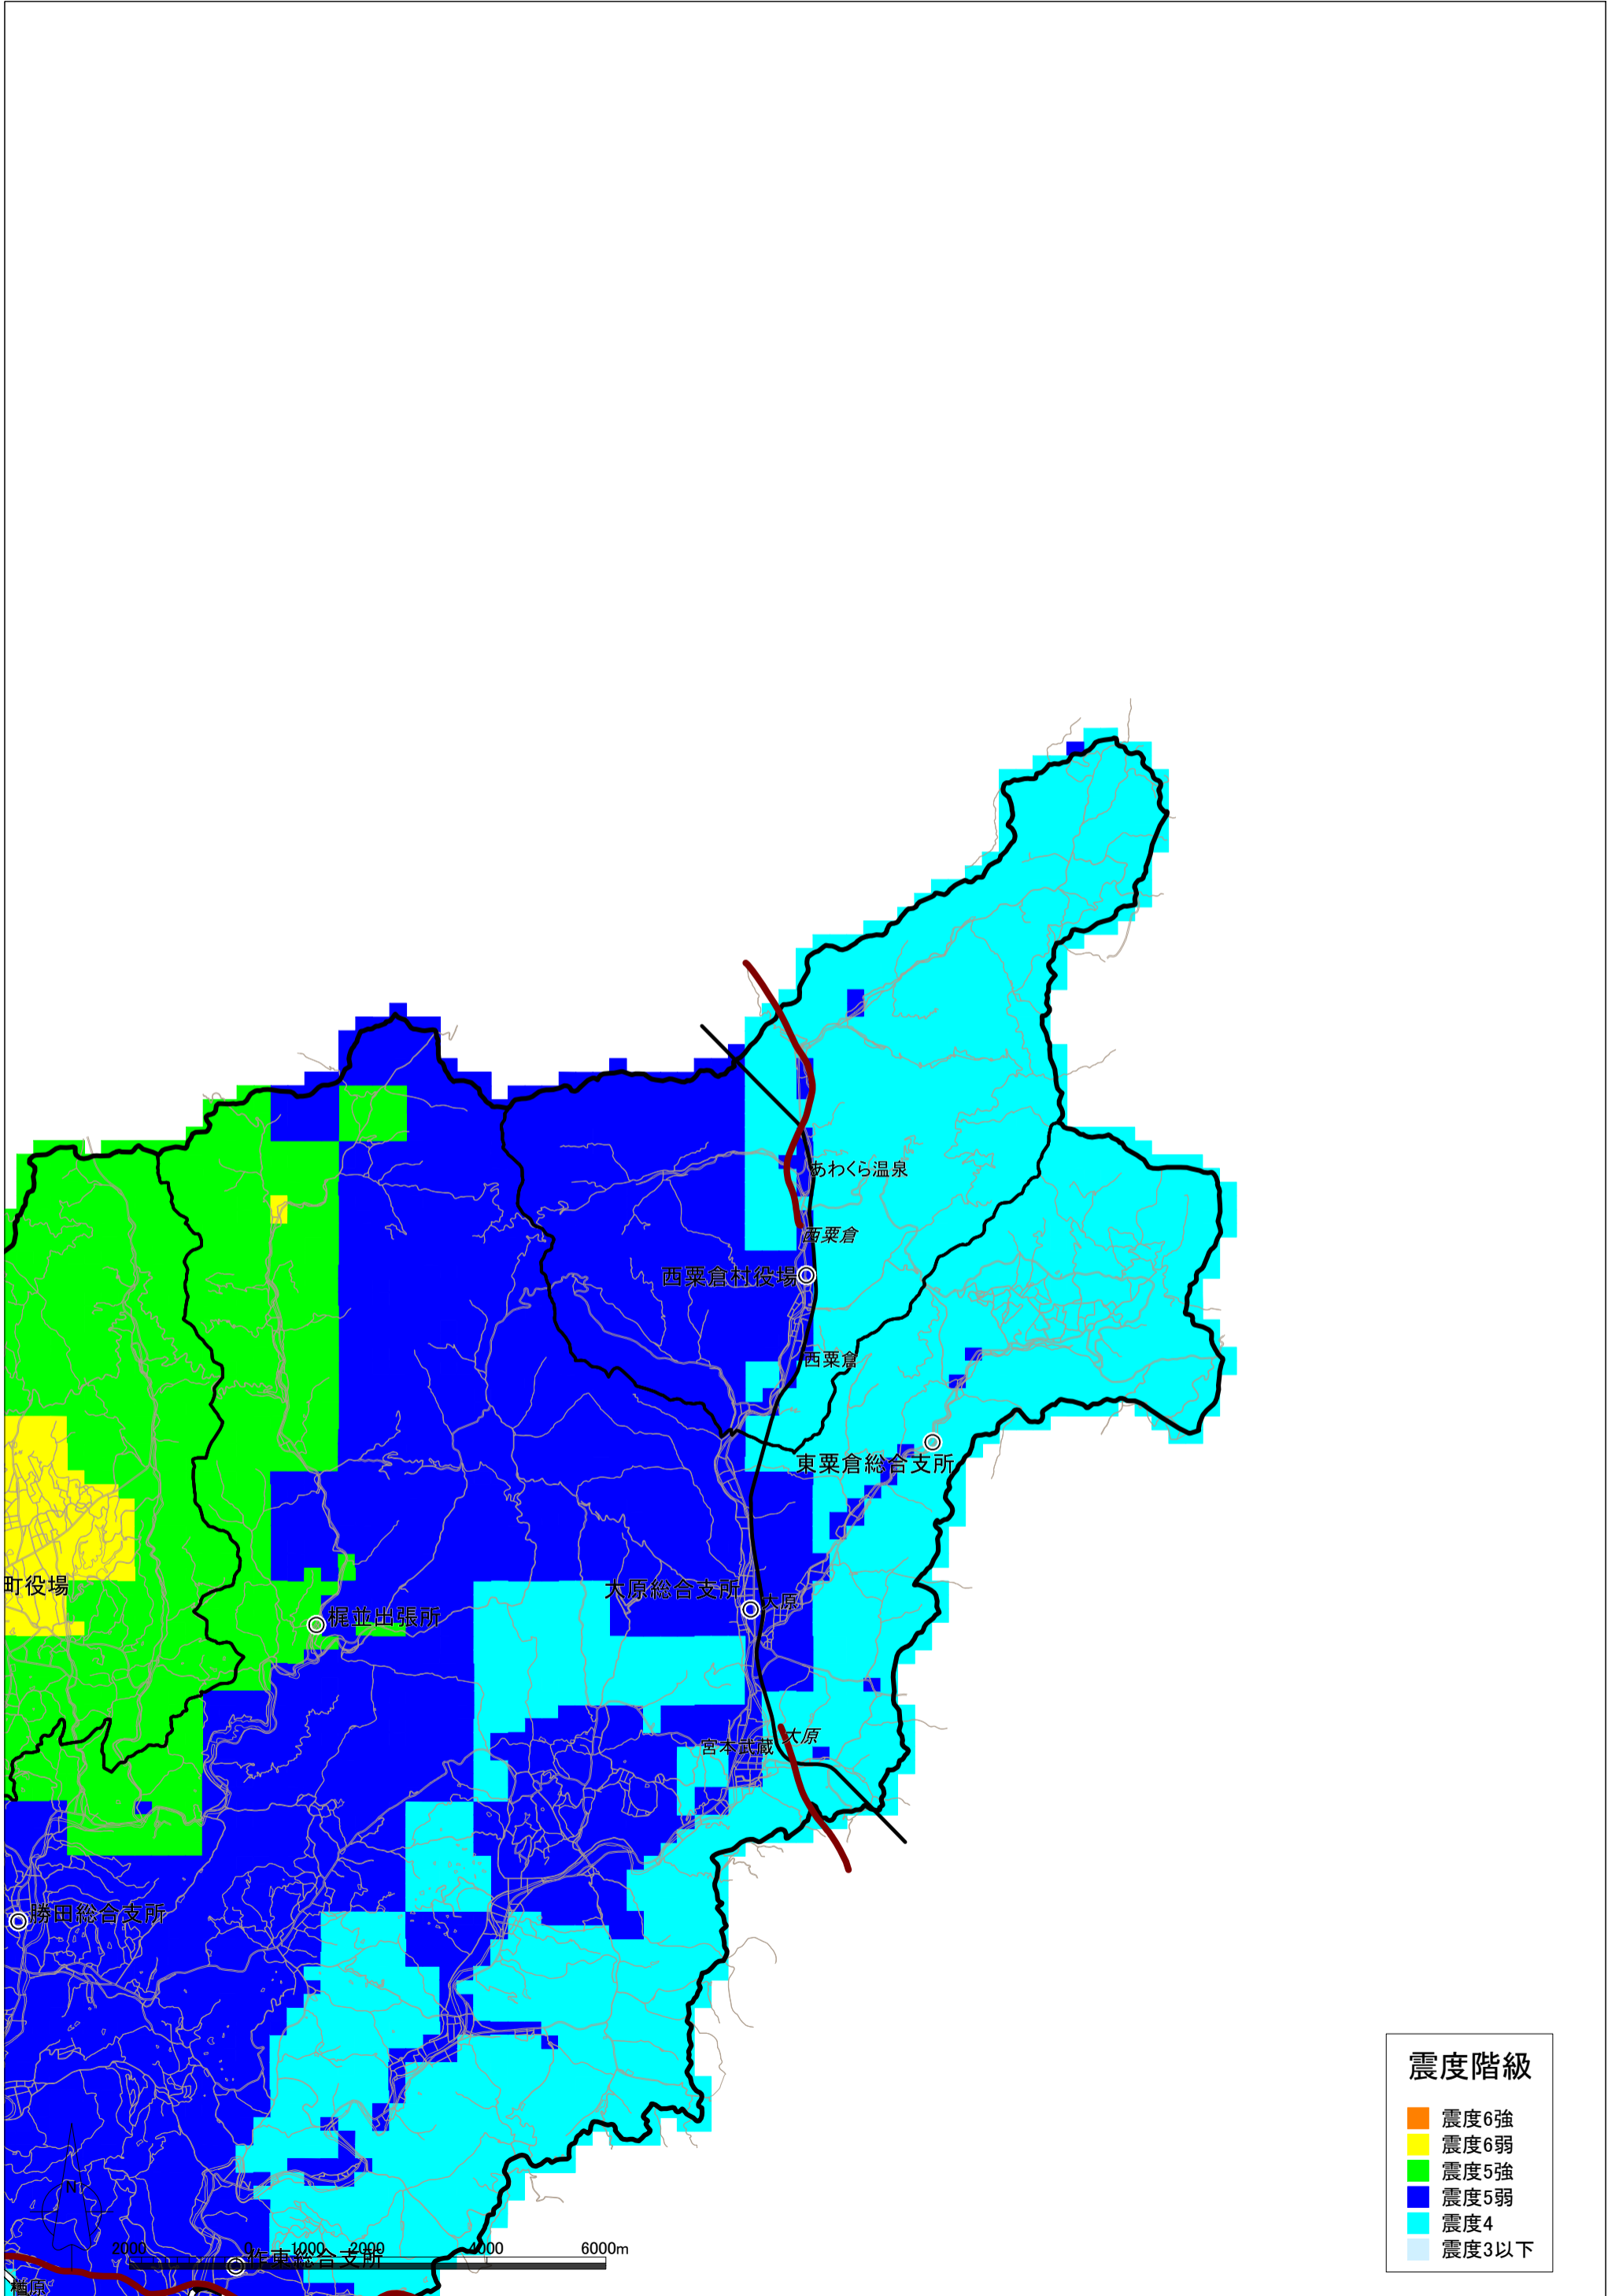 あわくら温泉
西粟倉
西粟倉村役場
西粟倉
東粟倉総合支所
町役場
大原総合支所
大原
梶並出張所
大原
宮本武蔵
勝田総合支所
震度階級
震度6強
震度6弱
震度5強
震度5弱
震度4
震度3以下
N
2000 0 1000 2000 4000 6000m
作東総合支所
楢原